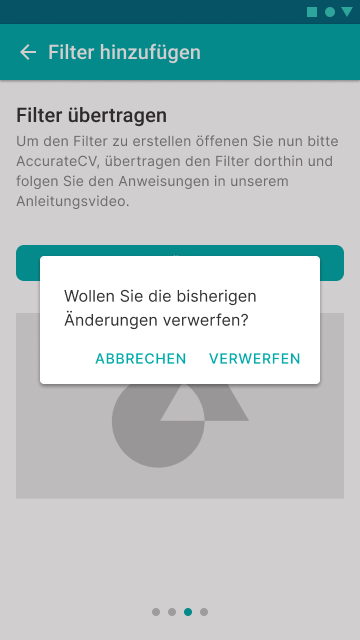 Filter hinzufügen
Filter übertragen
Um den Filter zu erstellen öffenen Sie nun bitte
AccurateCV, übertragen den Filter dorthin und
folgen Sie den Anweisungen in unserem
Anleitungsvideo.
Wollen Sie die bisherigen
Änderungen verwerfen?
ABBRECHEN VERWERFEN